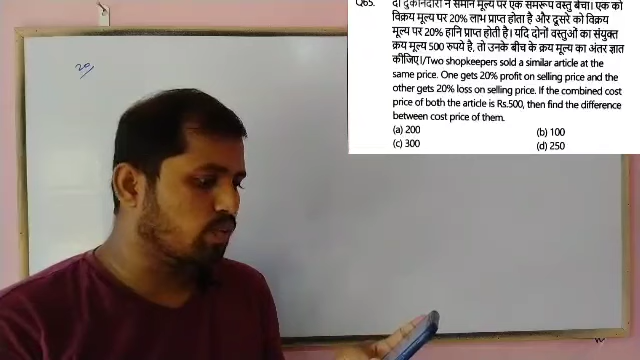 Q65. दो दुकानदारों ने समान मूल्य पर एक समरूप वस्तु बेचा। एक को
विक्रय मूल्य पर 20% लाभ प्राप्त होता है और दूसरे को विक्रय
मूल्य पर 20% हानि प्राप्त होती है। यदि दोनों वस्तुओं का संयुक्त
क्रय मूल्य 500 रुपये है, तो उनके बीच के क्रय मूल्य का अंतर ज्ञात
कीजिए।/Two shopkeepers sold a similar article at the
same price. One gets 20% profit on selling price and the
other gets 20% loss on selling price. If the combined cost
price of both the article is Rs.500, then find the difference
between cost price of them.
(a) 200 (b) 100
(c) 300 (d) 250